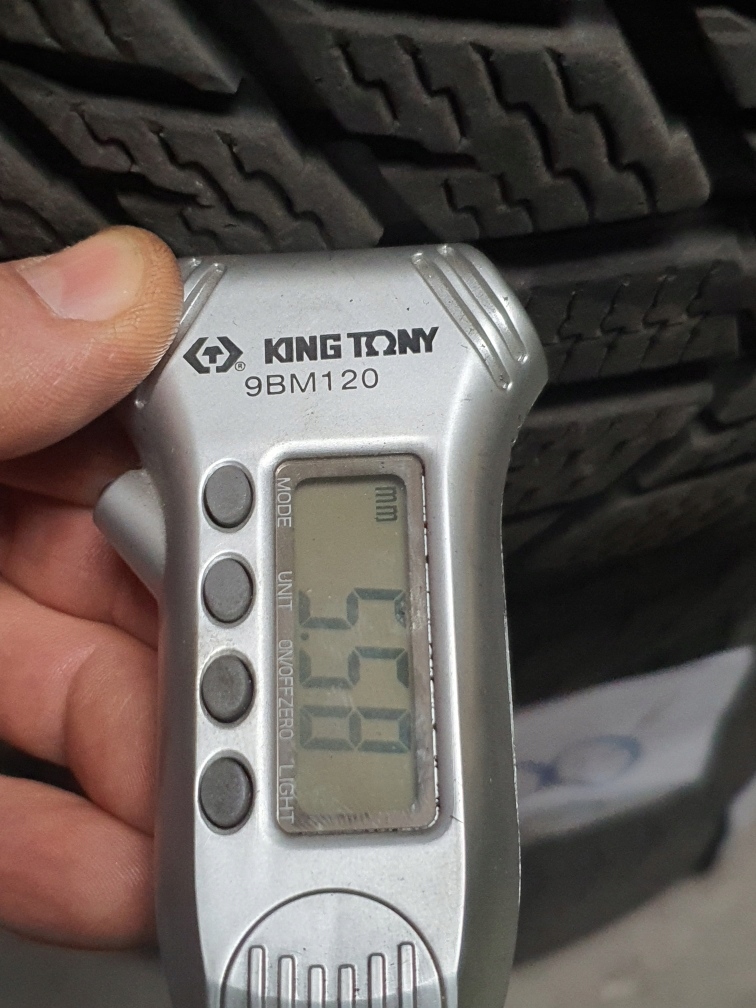 KING TONY
®
9BM120
MODE UNIT ON/OFF ZERO LIGHT
mm
5.58